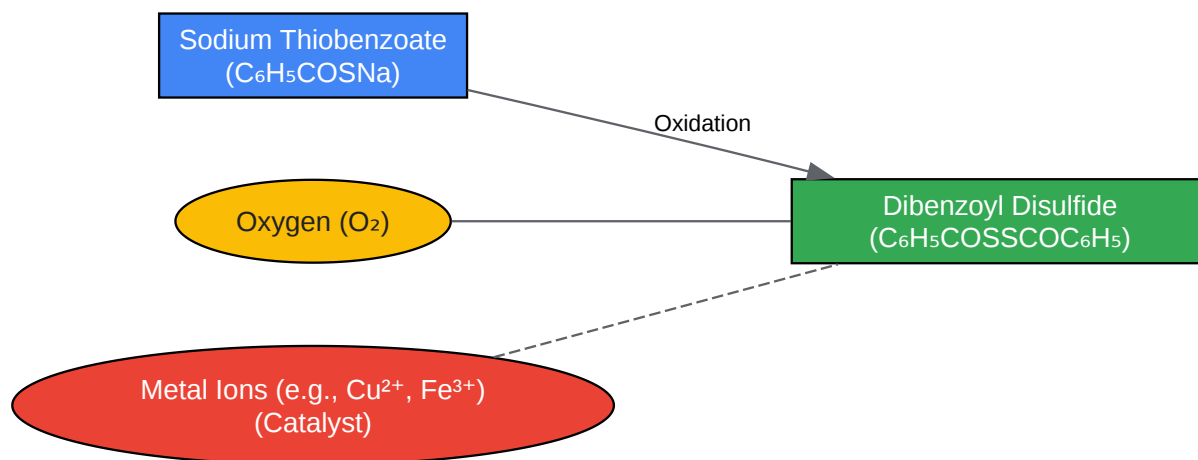 Sodium Thiobenzoate
(C₆H₅COSNa)
Oxidation
Oxygen (O₂)
Dibenzoyl Disulfide
(C₆H₅COSSCOC₆H₅)
Metal Ions (e.g., Cu²⁺, Fe³⁺)
(Catalyst)